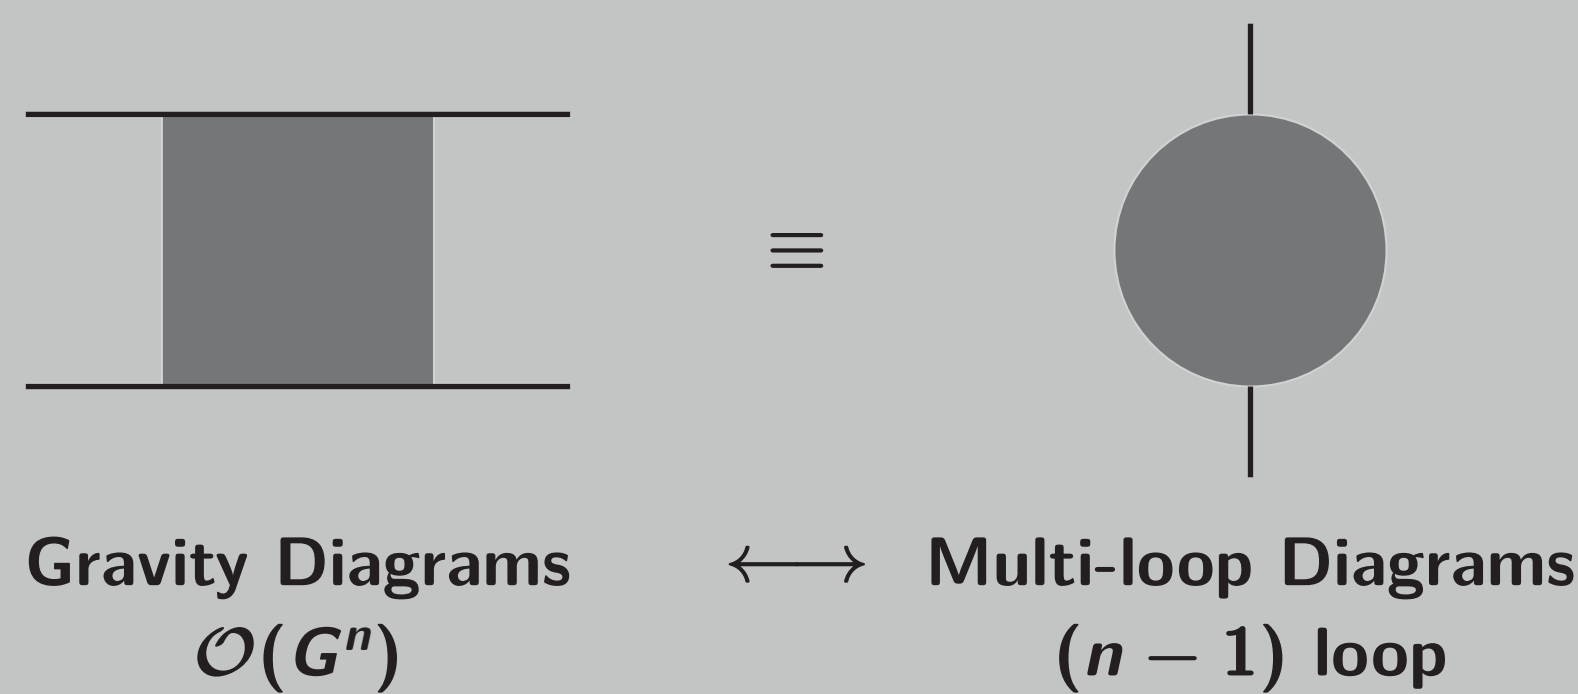 ≡
Gravity Diagrams ⟷ Multi-loop Diagrams
𝒪(Gⁿ) (n − 1) loop